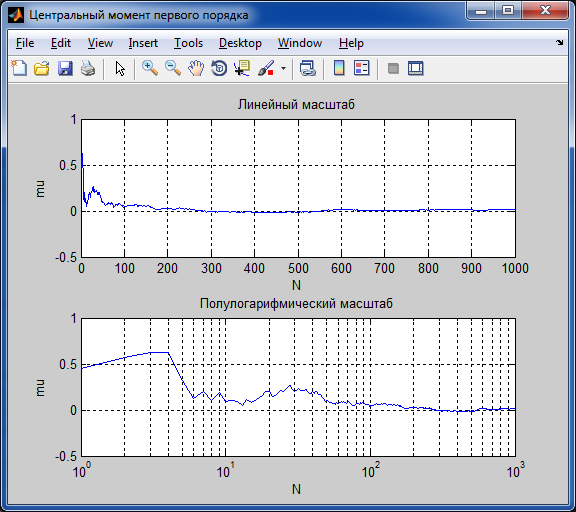 Центральный момент первого порядка
File Edit View Insert Tools Desktop Window Help
Линейный масштаб
1
0.5
0
-0.5
mu
0 100 200 300 400 500 600 700 800 900 1000
N
Полулогарифмический масштаб
1
0.5
0
-0.5
mu
10^0 10^1 10^2 10^3
N